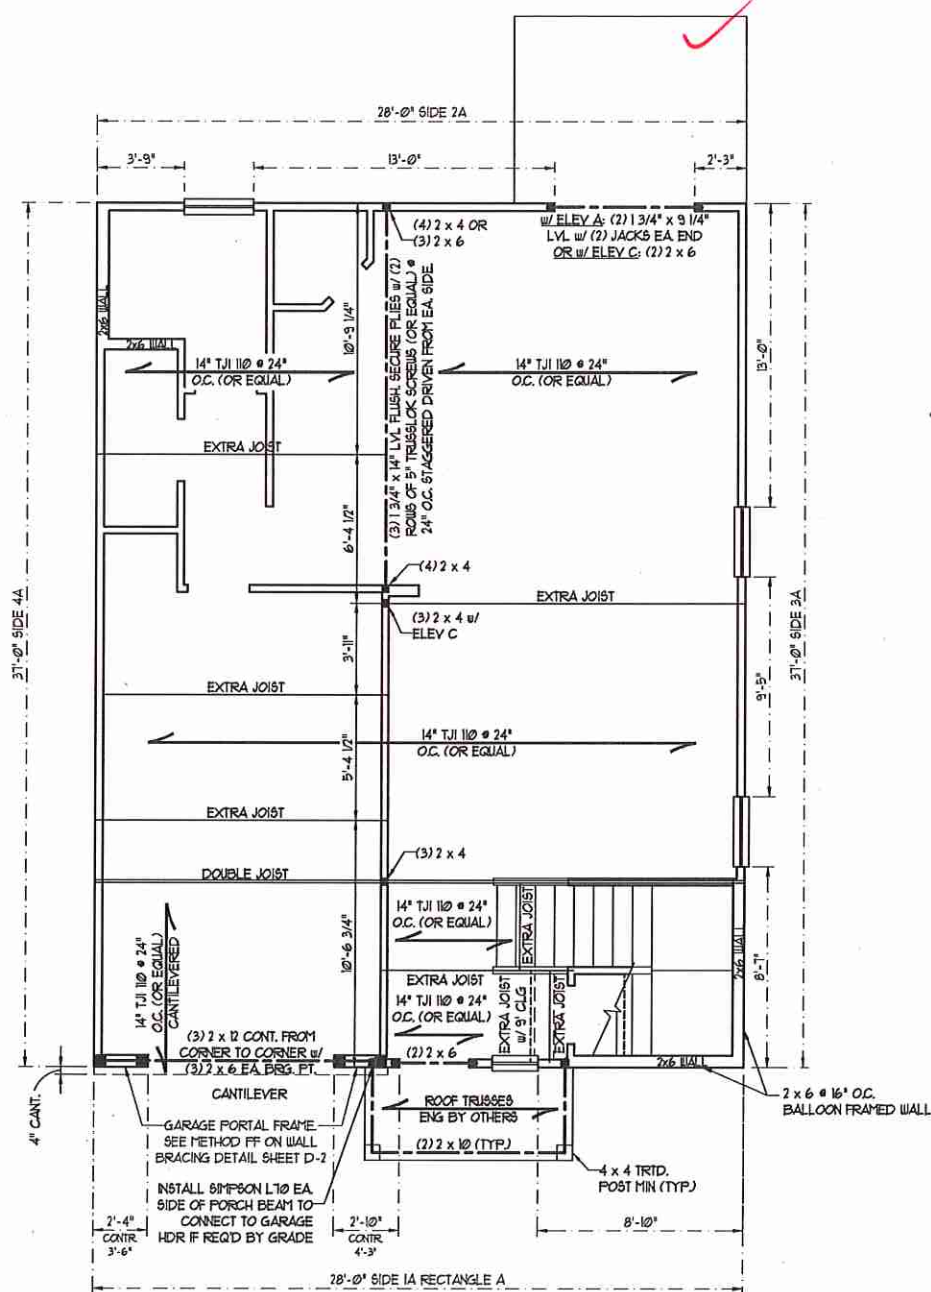 28'-0" SIDE 2A
3'-9"
13'-0"
2'-3"
(4) 2 x 4 OR
(3) 2 x 6
w/ ELEV A: (2) 1 3/4" x 9 1/4"
LVL w/ (2) JACKS EA. END
OR w/ ELEV C: (2) 2 x 6
2x6 WALL
2x6 WALL
10'-9 1/4"
(3) 1 3/4" x 14" LVL FLUSH. SECURE PLIES w/ (2)
ROWS OF 5" TRUSSLOK SCREWS (OR EQUAL) @
24" O.C. STAGGERED DRIVEN FROM EA. SIDE.
13'-0"
14" TJI 110 @ 24"
O.C. (OR EQUAL)
14" TJI 110 @ 24"
O.C. (OR EQUAL)
EXTRA JOIST
6'-4 1/2"
(4) 2 x 4
EXTRA JOIST
(3) 2 x 4 w/
ELEV C
37'-0" SIDE 4A
37'-0" SIDE 3A
3'-11"
9'-5"
EXTRA JOIST
14" TJI 110 @ 24"
O.C. (OR EQUAL)
5'-4 1/2"
EXTRA JOIST
(3) 2 x 4
DOUBLE JOIST
14" TJI 110 @ 24"
O.C. (OR EQUAL)
EXTRA JOIST
10'-6 3/4"
2x6 WALL
8'-7"
14" TJI 110 @ 24"
O.C. (OR EQUAL)
CANTILEVERED
EXTRA JOIST
14" TJI 110 @ 24"
O.C. (OR EQUAL)
EXTRA JOIST
w/ 9' CLG
EXTRA JOIST
(3) 2 x 12 CONT. FROM
CORNER TO CORNER w/
(3) 2 x 6 EA. BRG. PT.
(2) 2 x 6
2x6 WALL
4" CANT.
CANTILEVER
2 x 6 @ 16" O.C.
BALLOON FRAMED WALL
ROOF TRUSSES
ENG BY OTHERS
GARAGE PORTAL FRAME
SEE METHOD PF ON WALL
BRACING DETAIL SHEET D-2
(2) 2 x 10 (TYP.)
4 x 4 TRTD.
POST MIN (TYP.)
INSTALL SIMPSON L70 EA.
SIDE OF PORCH BEAM TO
CONNECT TO GARAGE
HDR IF REQ'D BY GRADE
2'-4"
CONTR.
3'-6"
2'-10"
CONTR.
4'-3"
8'-10"
28'-0" SIDE 1A RECTANGLE A